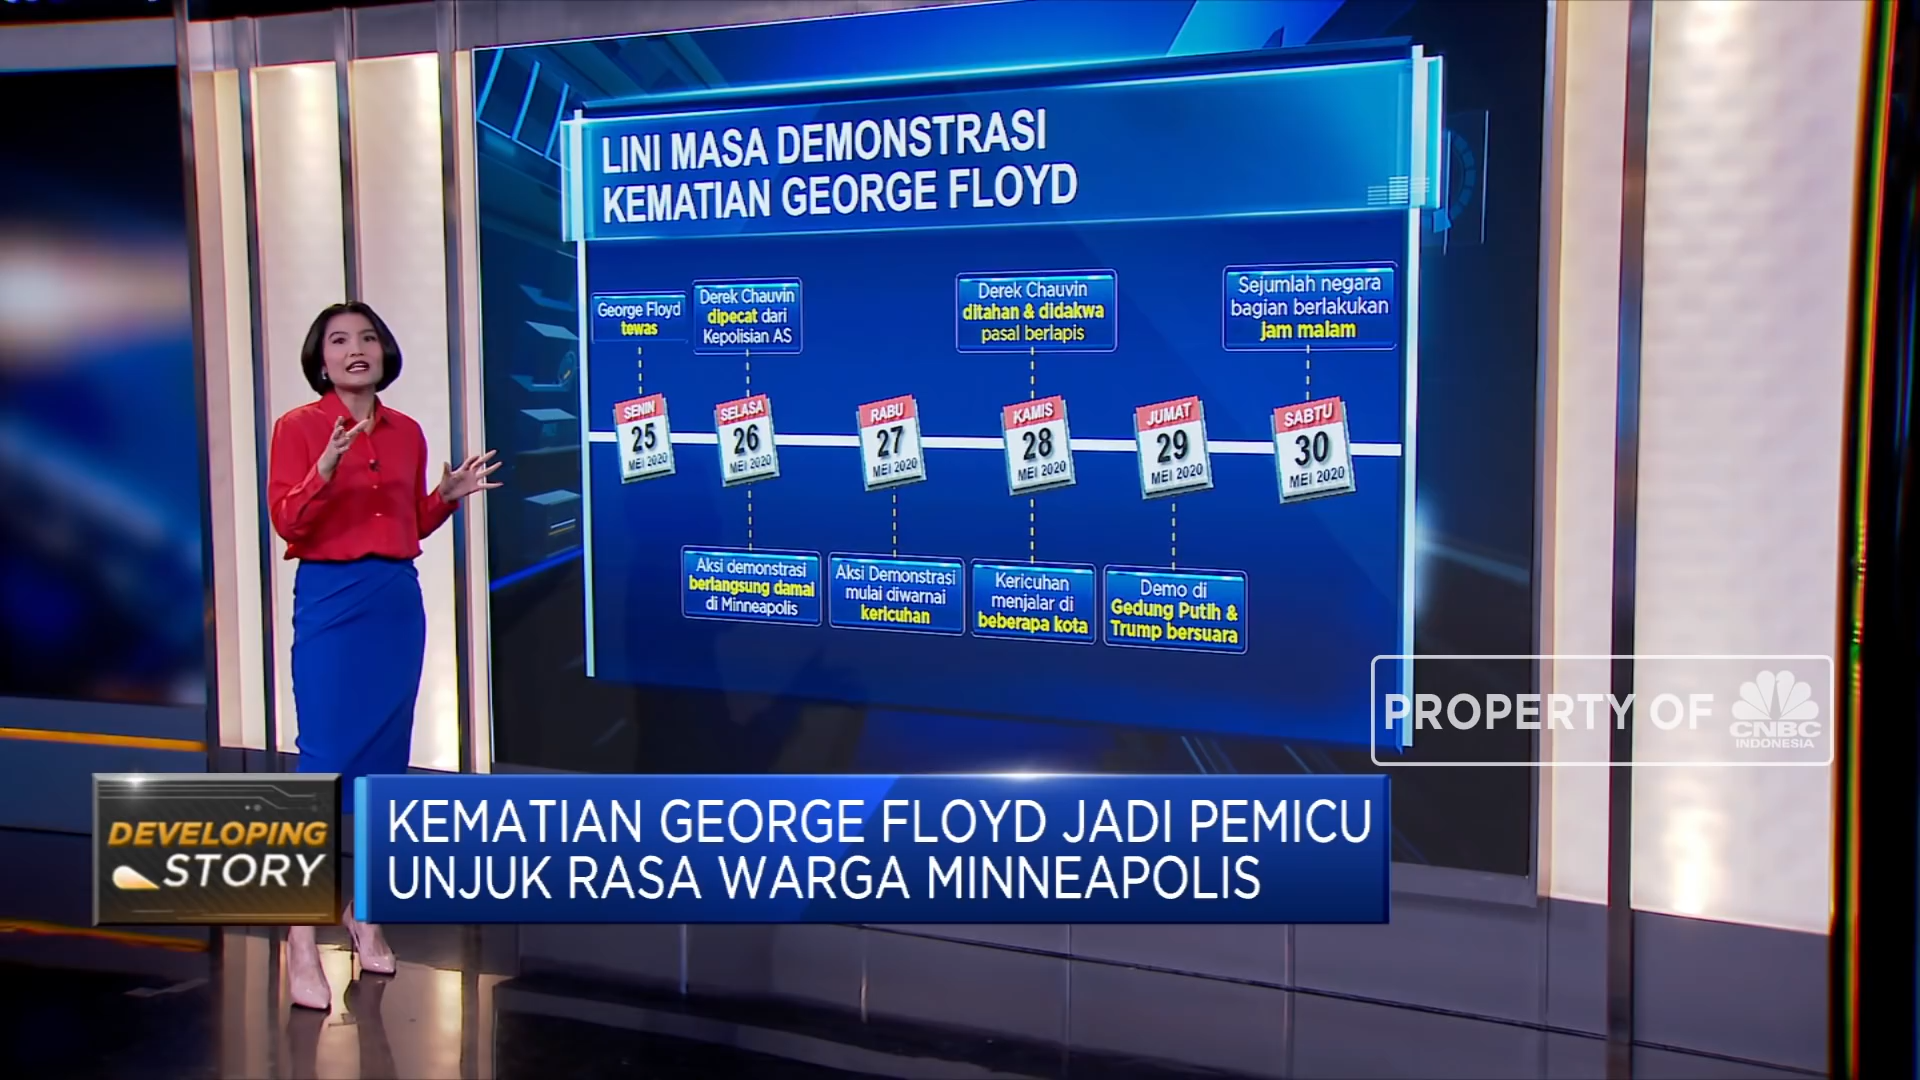 LINI MASA DEMONSTRASI
KEMATIAN GEORGE FLOYD
George Floyd
tewas
Derek Chauvin
dipecat dari
Kepolisian AS
Derek Chauvin
ditahan & didakwa
pasal berlapis
Sejumlah negara
bagian berlakukan
jam malam
SENIN
25
MEI 2020
SELASA
26
MEI 2020
RABU
27
MEI 2020
KAMIS
28
MEI 2020
JUMAT
29
MEI 2020
SABTU
30
MEI 2020
Aksi demonstrasi
berlangsung damai
di Minneapolis
Aksi Demonstrasi
mulai diwarnai
kericuhan
Kericuhan
menjalar di
beberapa kota
Demo di
Gedung Putih &
Trump bersuara
PROPERTY OF
CNBC
INDONESIA
DEVELOPING
STORY
KEMATIAN GEORGE FLOYD JADI PEMICU
UNJUK RASA WARGA MINNEAPOLIS